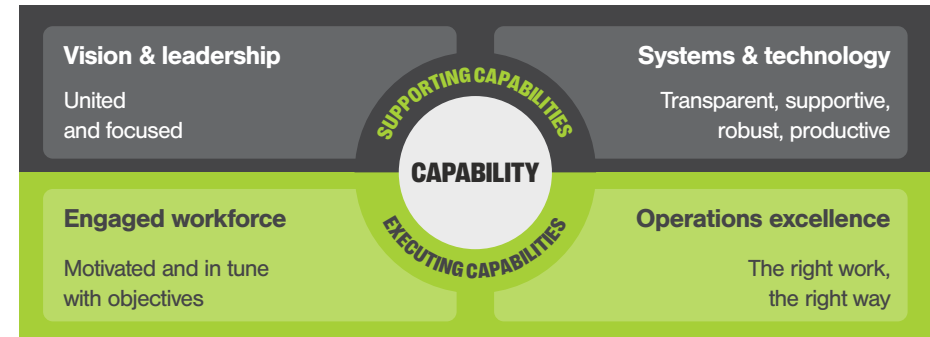 Vision & leadership
United
and focused
Systems & technology
Transparent, supportive,
robust, productive
SUPPORTING CAPABILITIES
CAPABILITY
EXECUTING CAPABILITIES
Engaged workforce
Motivated and in tune
with objectives
Operations excellence
The right work,
the right way